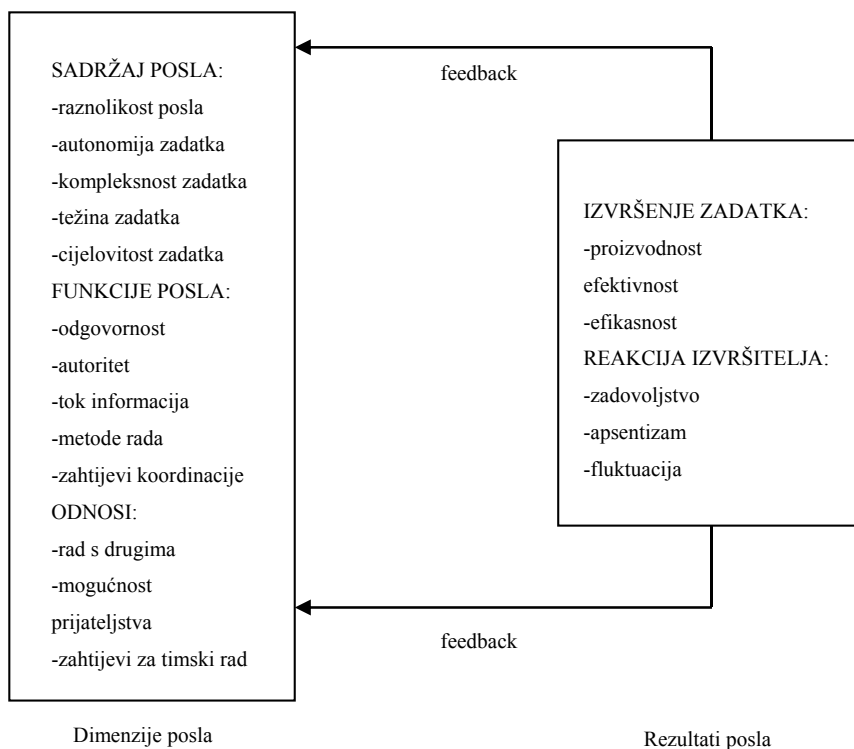 SADRŽAJ POSLA:
-raznolikost posla
-autonomija zadatka
-kompleksnost zadatka
-težina zadatka
-cijelovitost zadatka
FUNKCIJE POSLA:
-odgovornost
-autoritet
-tok informacija
-metode rada
-zahtijevi koordinacije
ODNOSI:
-rad s drugima
-mogućnost
prijateljstva
-zahtijevi za timski rad
Dimenzije posla
feedback
feedback
IZVRŠENJE ZADATKA:
-proizvodnost
efektivnost
-efikasnost
REAKCIJA IZVRŠITELJA:
-zadovoljstvo
-apsentizam
-fluktuacija
Rezultati posla